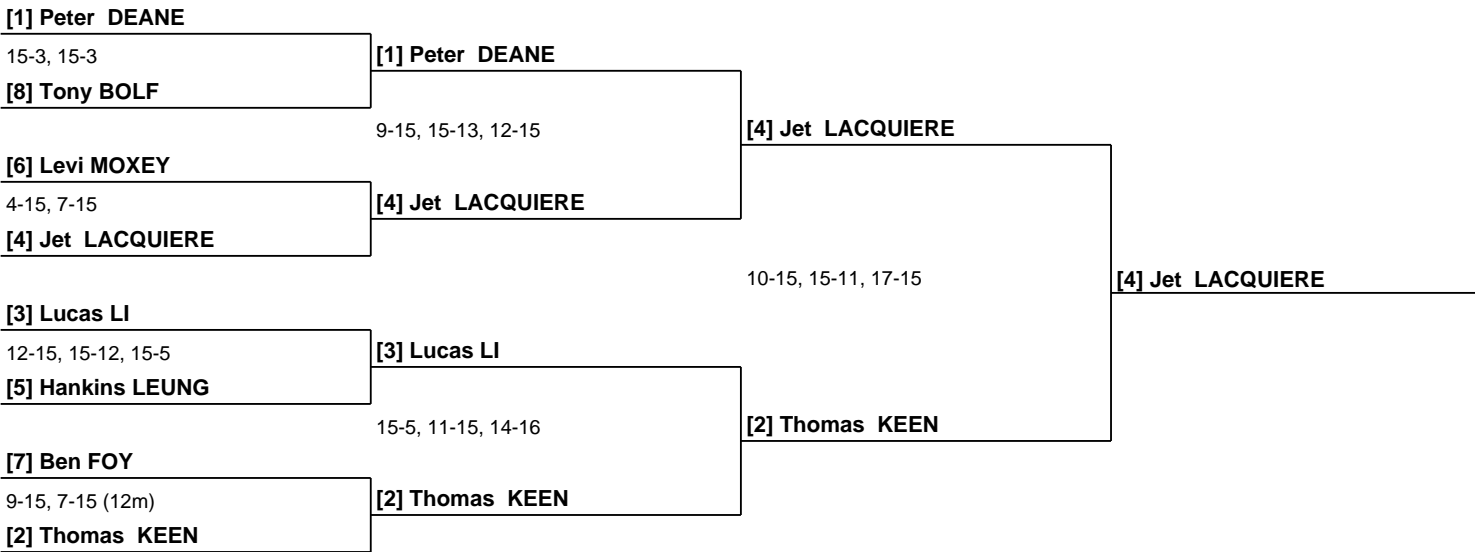 [1] Peter DEANE
15-3, 15-3
[1] Peter DEANE
[8] Tony BOLF
9-15, 15-13, 12-15
[4] Jet LACQUIERE
[6] Levi MOXEY
4-15, 7-15
[4] Jet LACQUIERE
[4] Jet LACQUIERE
10-15, 15-11, 17-15
[4] Jet LACQUIERE
[3] Lucas LI
12-15, 15-12, 15-5
[3] Lucas LI
[5] Hankins LEUNG
15-5, 11-15, 14-16
[2] Thomas KEEN
[7] Ben FOY
9-15, 7-15 (12m)
[2] Thomas KEEN
[2] Thomas KEEN